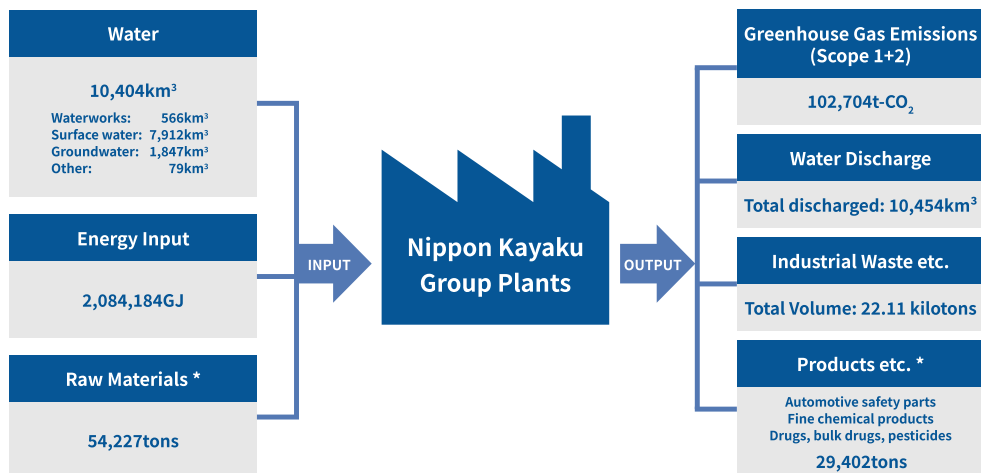 Water
10,404km³
Waterworks: 566km³
Surface water: 7,912km³
Groundwater: 1,847km³
Other: 79km³
Energy Input
2,084,184GJ
Raw Materials *
54,227tons
INPUT
Nippon Kayaku
Group Plants
OUTPUT
Greenhouse Gas Emissions
(Scope 1+2)
102,704t-CO₂
Water Discharge
Total discharged: 10,454km³
Industrial Waste etc.
Total Volume: 22.11 kilotons
Products etc. *
Automotive safety parts
Fine chemical products
Drugs, bulk drugs, pesticides
29,402tons